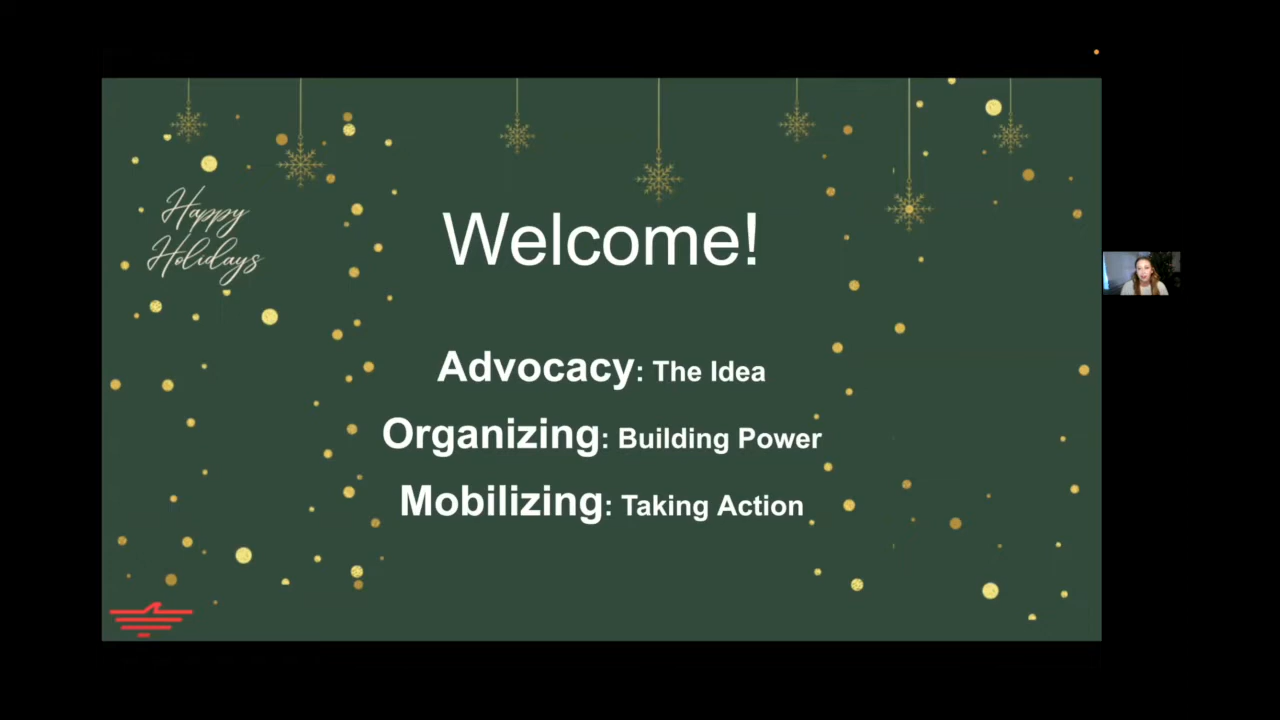 Happy
Holidays
Welcome!
Advocacy: The Idea
Organizing: Building Power
Mobilizing: Taking Action